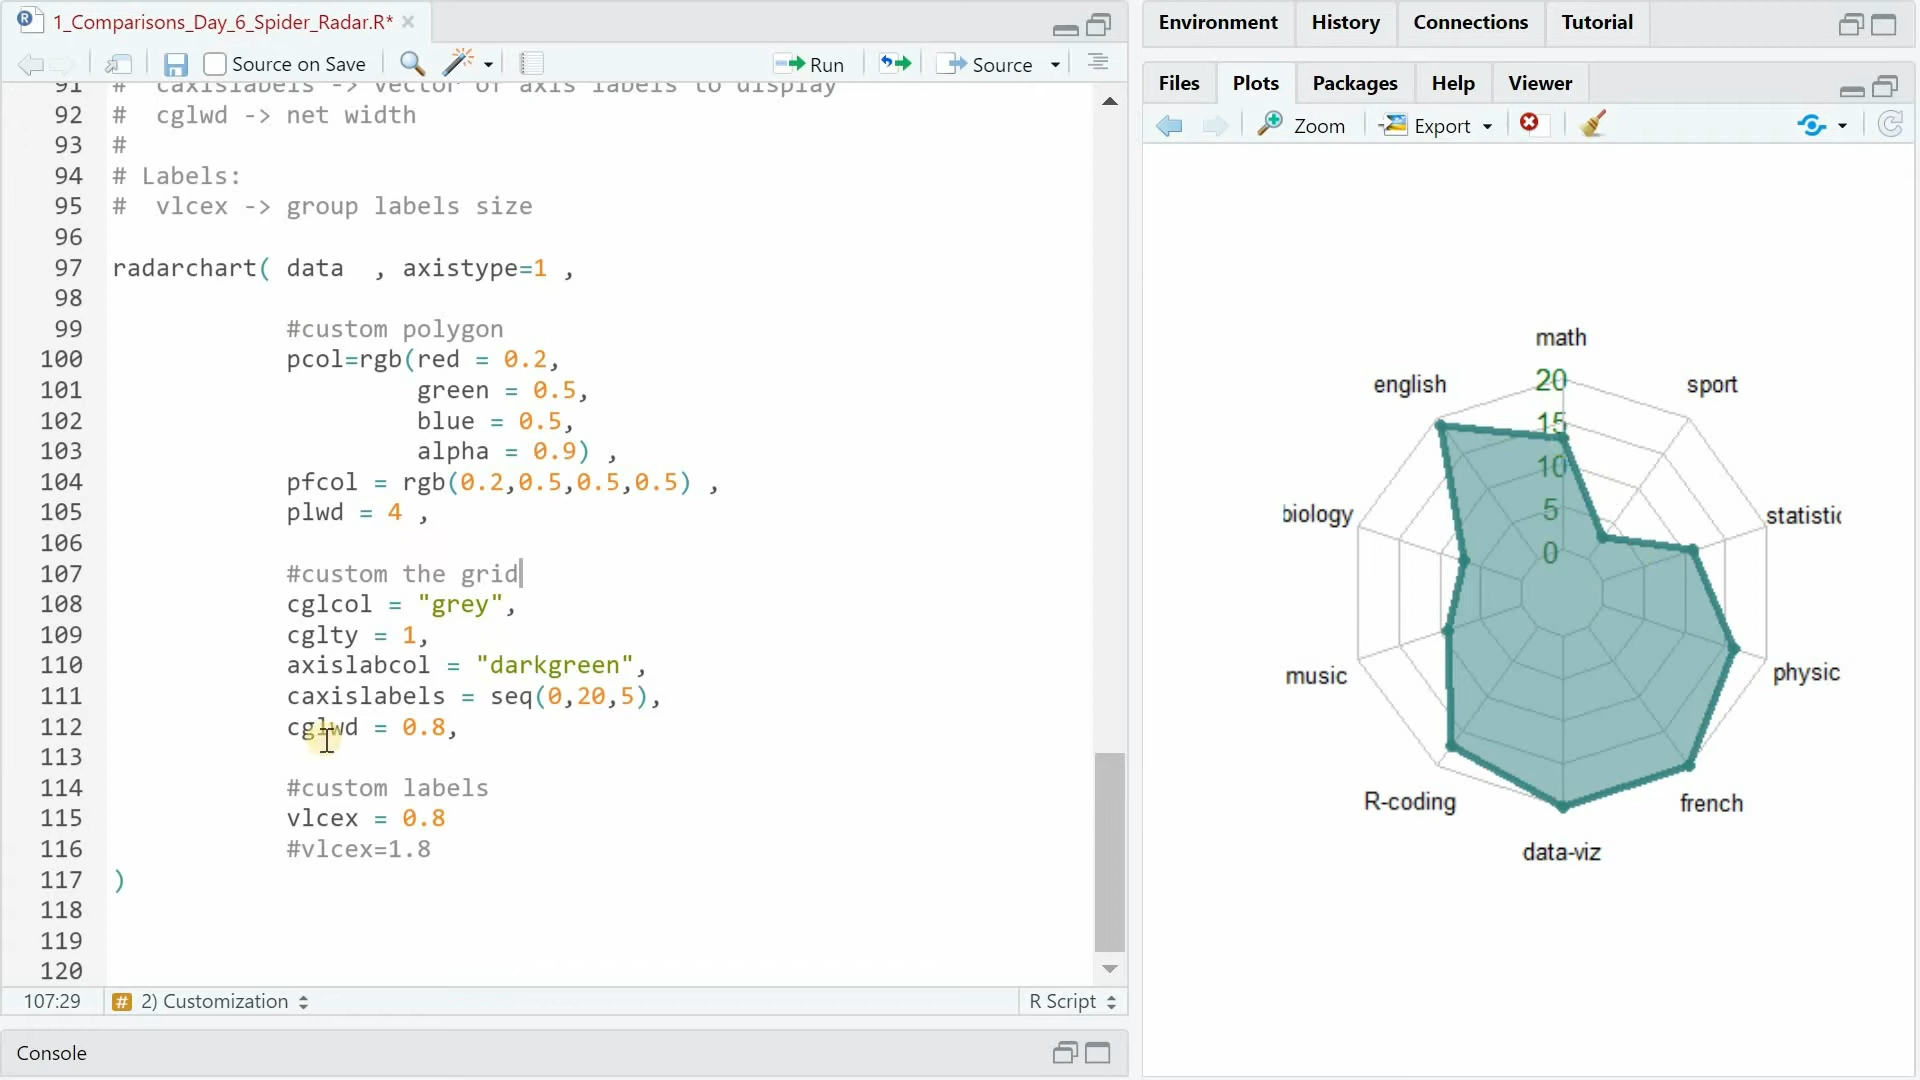 1_Comparisons_Day_6_Spider_Radar.R*
Source on Save
Run
Source
91 # caxislabels -> vector of axis labels to display
92 # cglwd -> net width
93 #
94 # Labels:
95 # vlcex -> group labels size
96
97 radarchart( data , axistype=1 ,
98
99 #custom polygon
100 pcol=rgb(red = 0.2,
101 green = 0.5,
102 blue = 0.5,
103 alpha = 0.9) ,
104 pfcol = rgb(0.2,0.5,0.5,0.5) ,
105 plwd = 4 ,
106
107 #custom the grid
108 cglcol = "grey",
109 cglty = 1,
110 axislabcol = "darkgreen",
111 caxislabels = seq(0,20,5),
112 cglwd = 0.8,
113
114 #custom labels
115 vlcex = 0.8
116 #vlcex=1.8
117 )
118
119
120
107:29 # 2) Customization R Script
Console
Environment History Connections Tutorial
Files Plots Packages Help Viewer
Zoom Export
math
english 20 sport
15
10
biology 5 statistic
0
music physic
R-coding french
data-viz